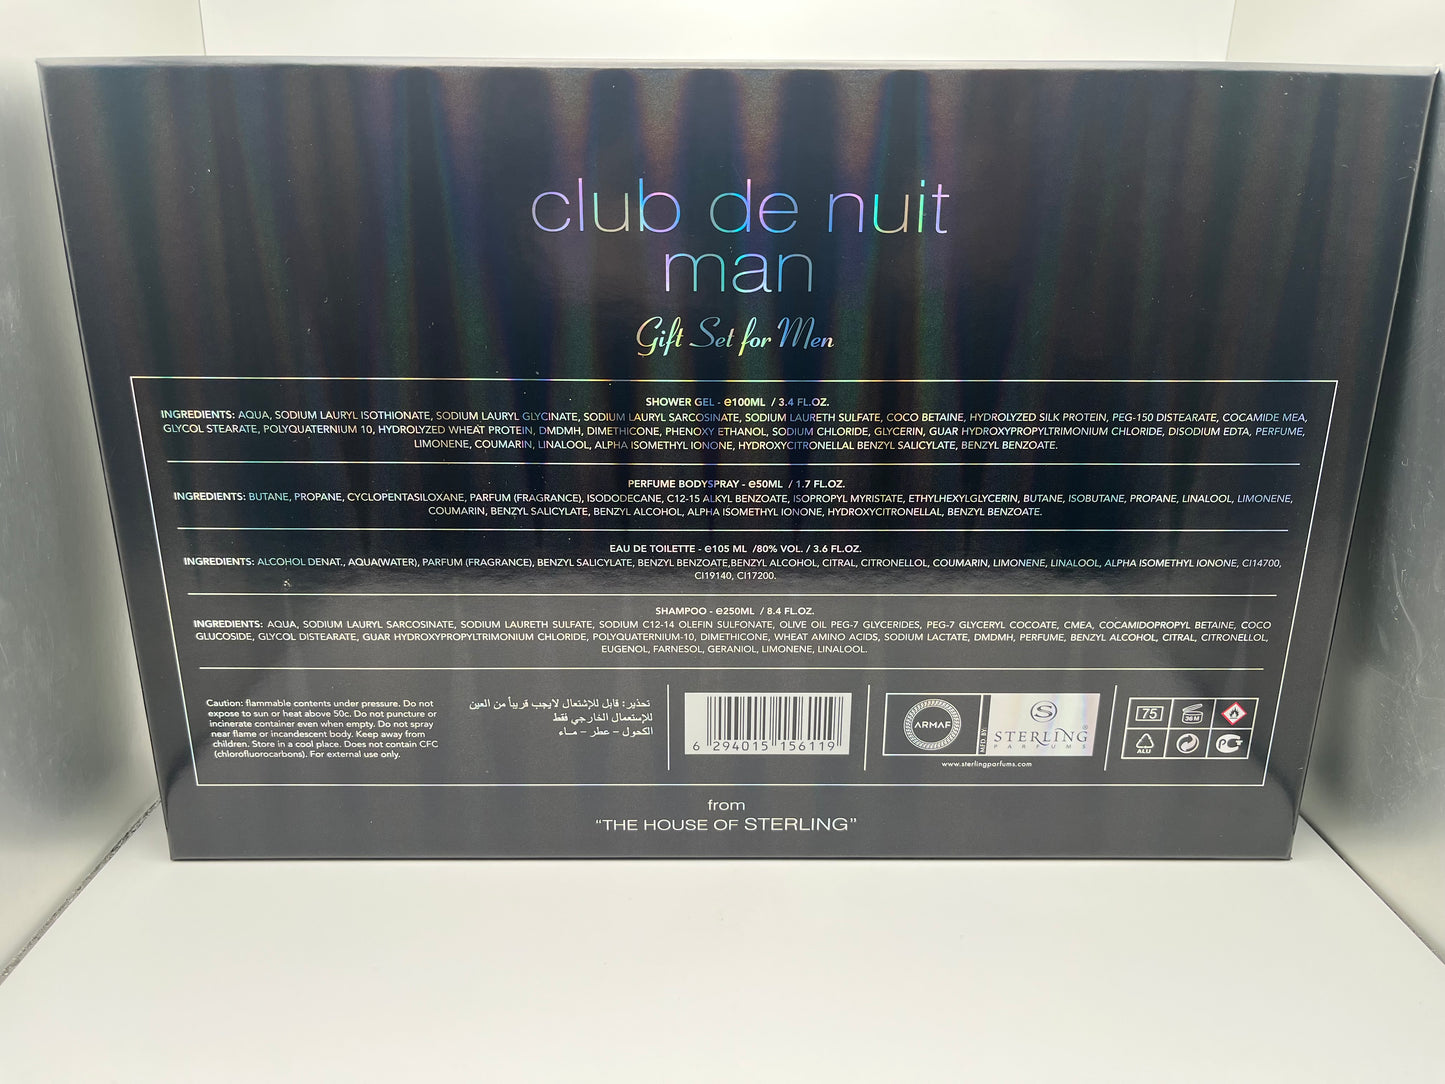 club de nuit
man
Gift Set for Men
SHOWER GEL - ℮100ML / 3.4 FL.OZ.
INGREDIENTS: AQUA, SODIUM LAURYL ISOTHIONATE, SODIUM LAURYL GLYCINATE, SODIUM LAURYL SARCOSINATE, SODIUM LAURETH SULFATE, COCO BETAINE, HYDROLYZED SILK PROTEIN, PEG-150 DISTEARATE, COCAMIDE MEA,
GLYCOL STEARATE, POLYQUATERNIUM 10, HYDROLYZED WHEAT PROTEIN, DMDMH, DIMETHICONE, PHENOXY ETHANOL, SODIUM CHLORIDE, GLYCERIN, GUAR HYDROXYPROPYLTRIMONIUM CHLORIDE, DISODIUM EDTA, PERFUME,
LIMONENE, COUMARIN, LINALOOL, ALPHA ISOMETHYL IONONE, HYDROXYCITRONELLAL BENZYL SALICYLATE, BENZYL BENZOATE.
PERFUME BODYSPRAY - ℮50ML / 1.7 FL.OZ.
INGREDIENTS: BUTANE, PROPANE, CYCLOPENTASILOXANE, PARFUM (FRAGRANCE), ISODODECANE, C12-15 ALKYL BENZOATE, ISOPROPYL MYRISTATE, ETHYLHEXYLGLYCERIN, BUTANE, ISOBUTANE, PROPANE, LINALOOL, LIMONENE,
COUMARIN, BENZYL SALICYLATE, BENZYL ALCOHOL, ALPHA ISOMETHYL IONONE, HYDROXYCITRONELLAL, BENZYL BENZOATE.
EAU DE TOILETTE - ℮105 ML /80% VOL. / 3.6 FL.OZ.
INGREDIENTS: ALCOHOL DENAT., AQUA(WATER), PARFUM (FRAGRANCE), BENZYL SALICYLATE, BENZYL BENZOATE,BENZYL ALCOHOL, CITRAL, CITRONELLOL, COUMARIN, LIMONENE, LINALOOL, ALPHA ISOMETHYL IONONE, CI14700,
CI19140, CI17200.
SHAMPOO - ℮250ML / 8.4 FL.OZ.
INGREDIENTS: AQUA, SODIUM LAURYL SARCOSINATE, SODIUM LAURETH SULFATE, SODIUM C12-14 OLEFIN SULFONATE, OLIVE OIL PEG-7 GLYCERIDES, PEG-7 GLYCERYL COCOATE, CMEA, COCAMIDOPROPYL BETAINE, COCO
GLUCOSIDE, GLYCOL DISTEARATE, GUAR HYDROXYPROPYLTRIMONIUM CHLORIDE, POLYQUATERNIUM-10, DIMETHICONE, WHEAT AMINO ACIDS, SODIUM LACTATE, DMDMH, PERFUME, BENZYL ALCOHOL, CITRAL, CITRONELLOL,
EUGENOL, FARNESOL, GERANIOL, LIMONENE, LINALOOL.
Caution: flammable contents under pressure. Do not
expose to sun or heat above 50c. Do not puncture or
incinerate container even when empty. Do not spray
near flame or incandescent body. Keep away from
children. Store in a cool place. Does not contain CFC
(chlorofluorocarbons). For external use only.
تحذير: قابل للإشتعال لايجب قريباً من العين
للإستعمال الخارجي فقط
الكحول - عطر - ماء
6 294015 156119
ARMAF
MFD. BY
S
STERLING®
PARFUMS
www.sterlingparfums.com
75
36 M
ALU
from
"THE HOUSE OF STERLING"